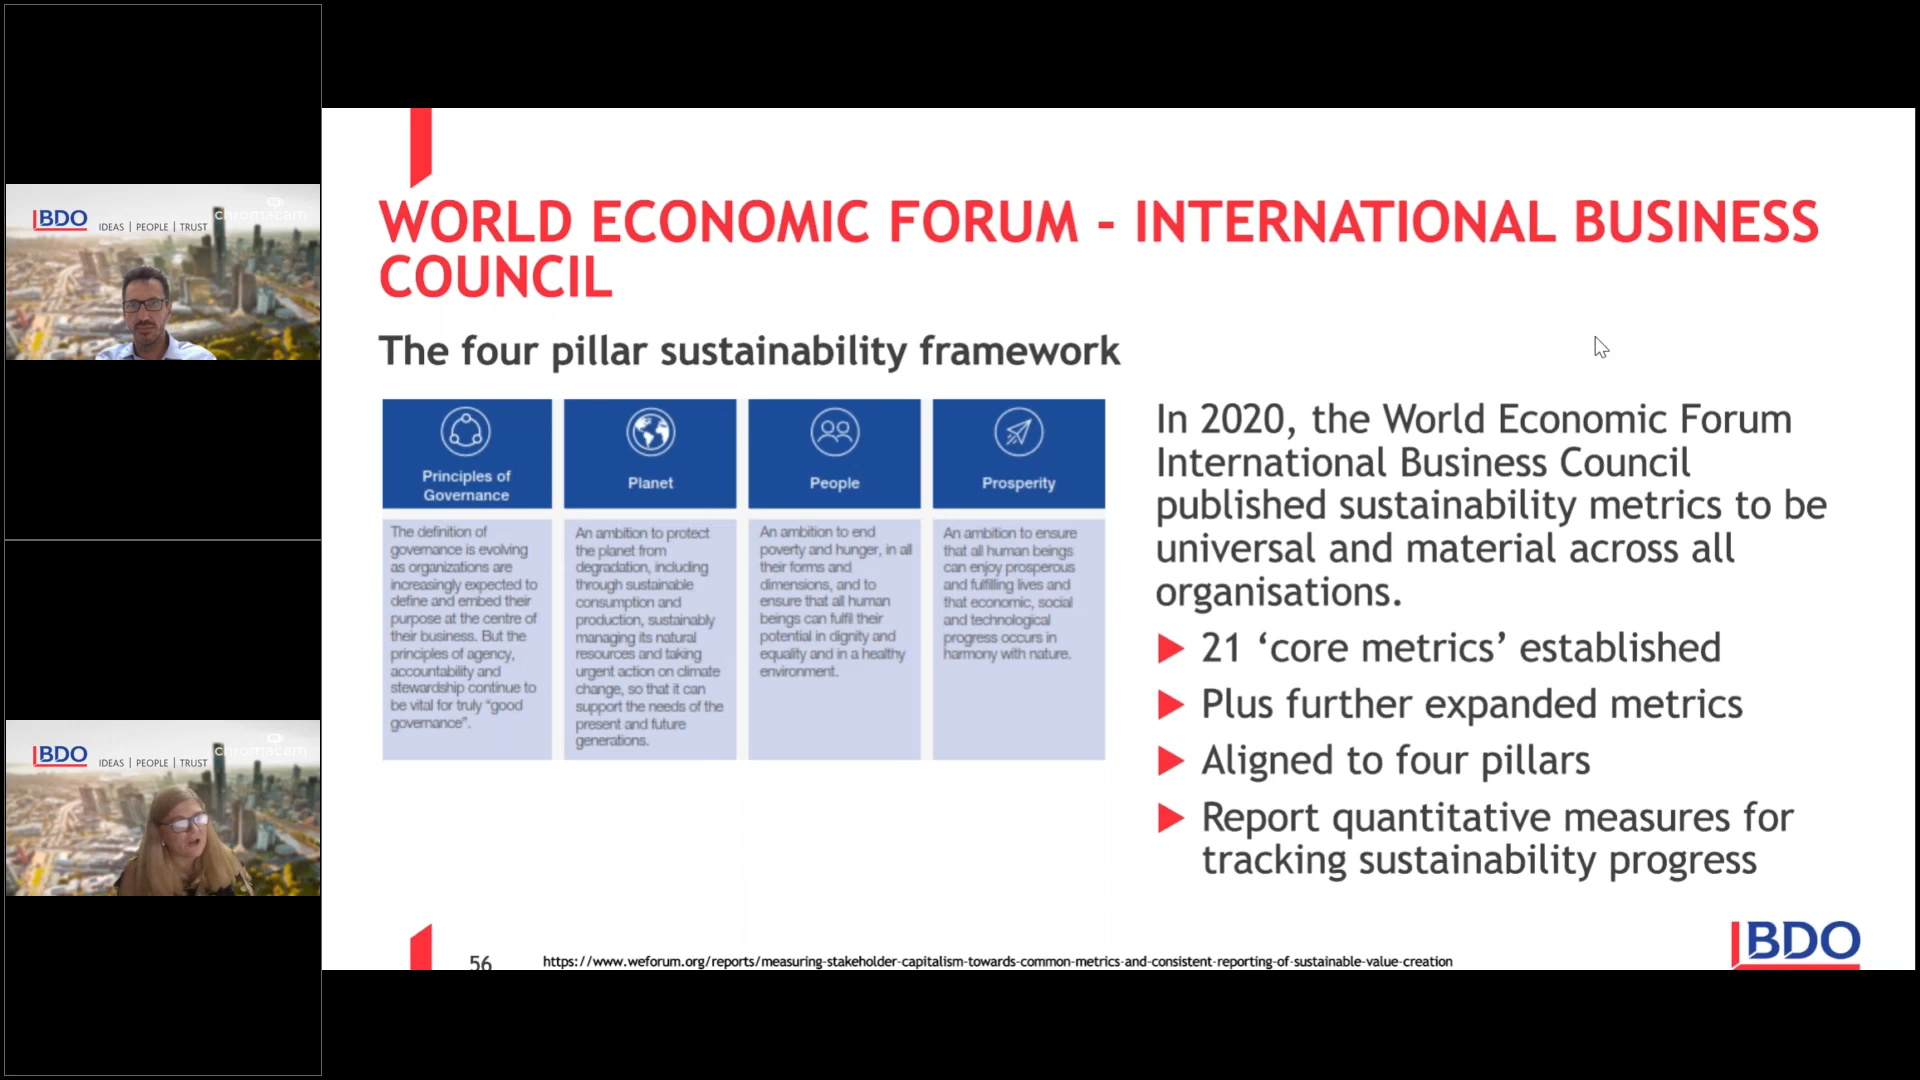 BDO
IDEAS | PEOPLE | TRUST
chromacam
BDO
IDEAS | PEOPLE | TRUST
chromacam
WORLD ECONOMIC FORUM - INTERNATIONAL BUSINESS
COUNCIL
The four pillar sustainability framework
Principles of
Governance
The definition of
governance is evolving
as organizations are
increasingly expected to
define and embed their
purpose at the centre of
their business. But the
principles of agency,
accountability and
stewardship continue to
be vital for truly “good
governance”.
Planet
An ambition to protect
the planet from
degradation, including
through sustainable
consumption and
production, sustainably
managing its natural
resources and taking
urgent action on climate
change, so that it can
support the needs of the
present and future
generations.
People
An ambition to end
poverty and hunger, in all
their forms and
dimensions, and to
ensure that all human
beings can fulfil their
potential in dignity and
equality and in a healthy
environment.
Prosperity
An ambition to ensure
that all human beings
can enjoy prosperous
and fulfilling lives and
that economic, social
and technological
progress occurs in
harmony with nature.
In 2020, the World Economic Forum
International Business Council
published sustainability metrics to be
universal and material across all
organisations.
21 ‘core metrics’ established
Plus further expanded metrics
Aligned to four pillars
Report quantitative measures for
tracking sustainability progress
56
https://www.weforum.org/reports/measuring-stakeholder-capitalism-towards-common-metrics-and-consistent-reporting-of-sustainable-value-creation
BDO